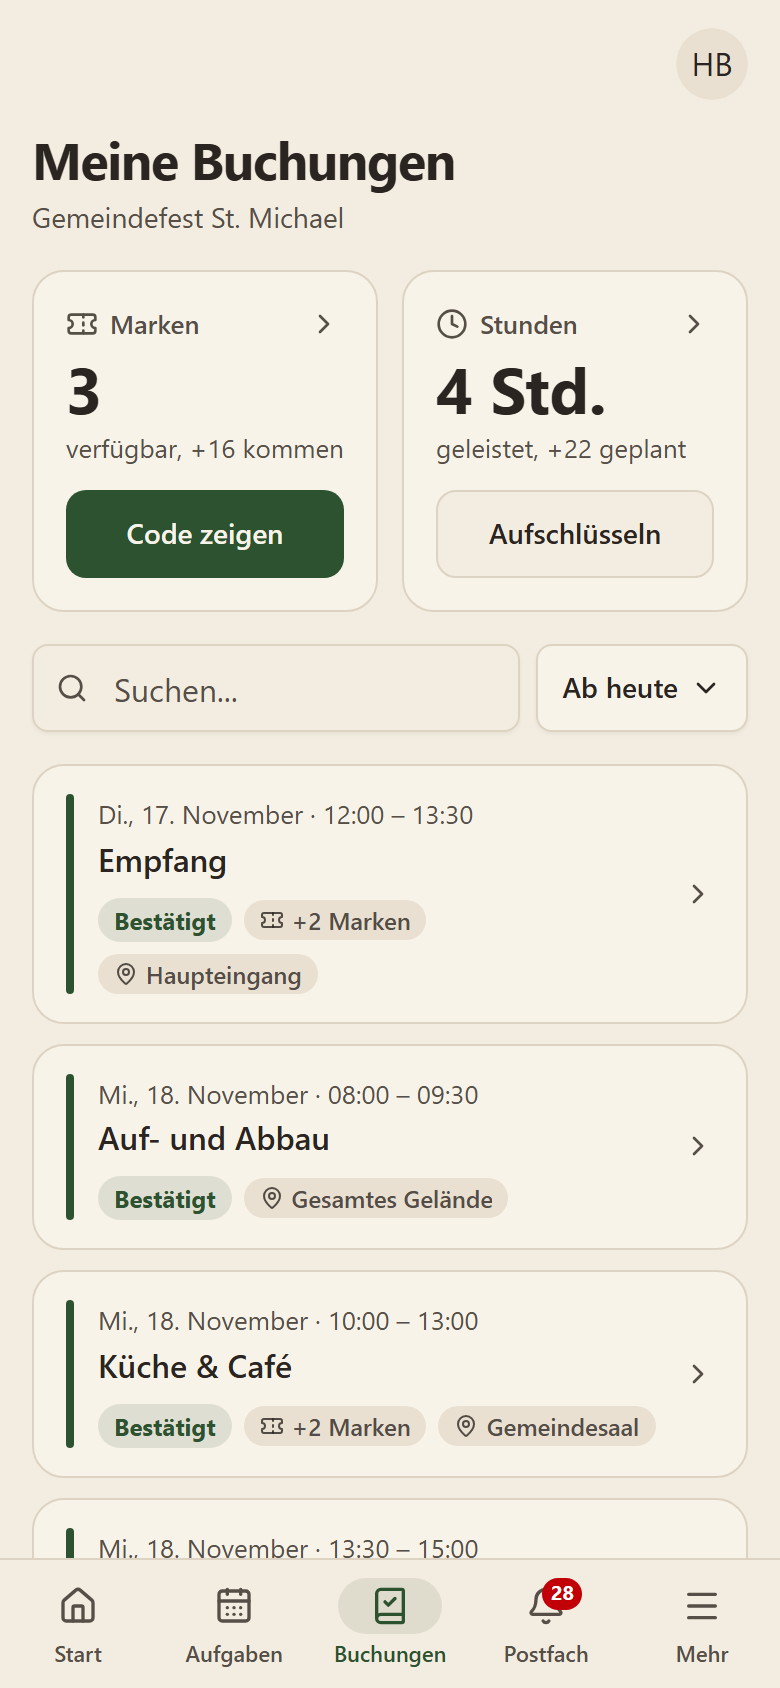 HB
Meine Buchungen
Gemeindefest St. Michael
Marken
3
verfügbar, +16 kommen
Code zeigen
Stunden
4 Std.
geleistet, +22 geplant
Aufschlüsseln
Suchen...
Ab heute
Di., 17. November · 12:00 – 13:30
Empfang
Bestätigt
+2 Marken
Haupteingang
Mi., 18. November · 08:00 – 09:30
Auf- und Abbau
Bestätigt
Gesamtes Gelände
Mi., 18. November · 10:00 – 13:00
Küche & Café
Bestätigt
+2 Marken
Gemeindesaal
Mi., 18. November · 13:30 – 15:00
Start
Aufgaben
Buchungen
28
Postfach
Mehr